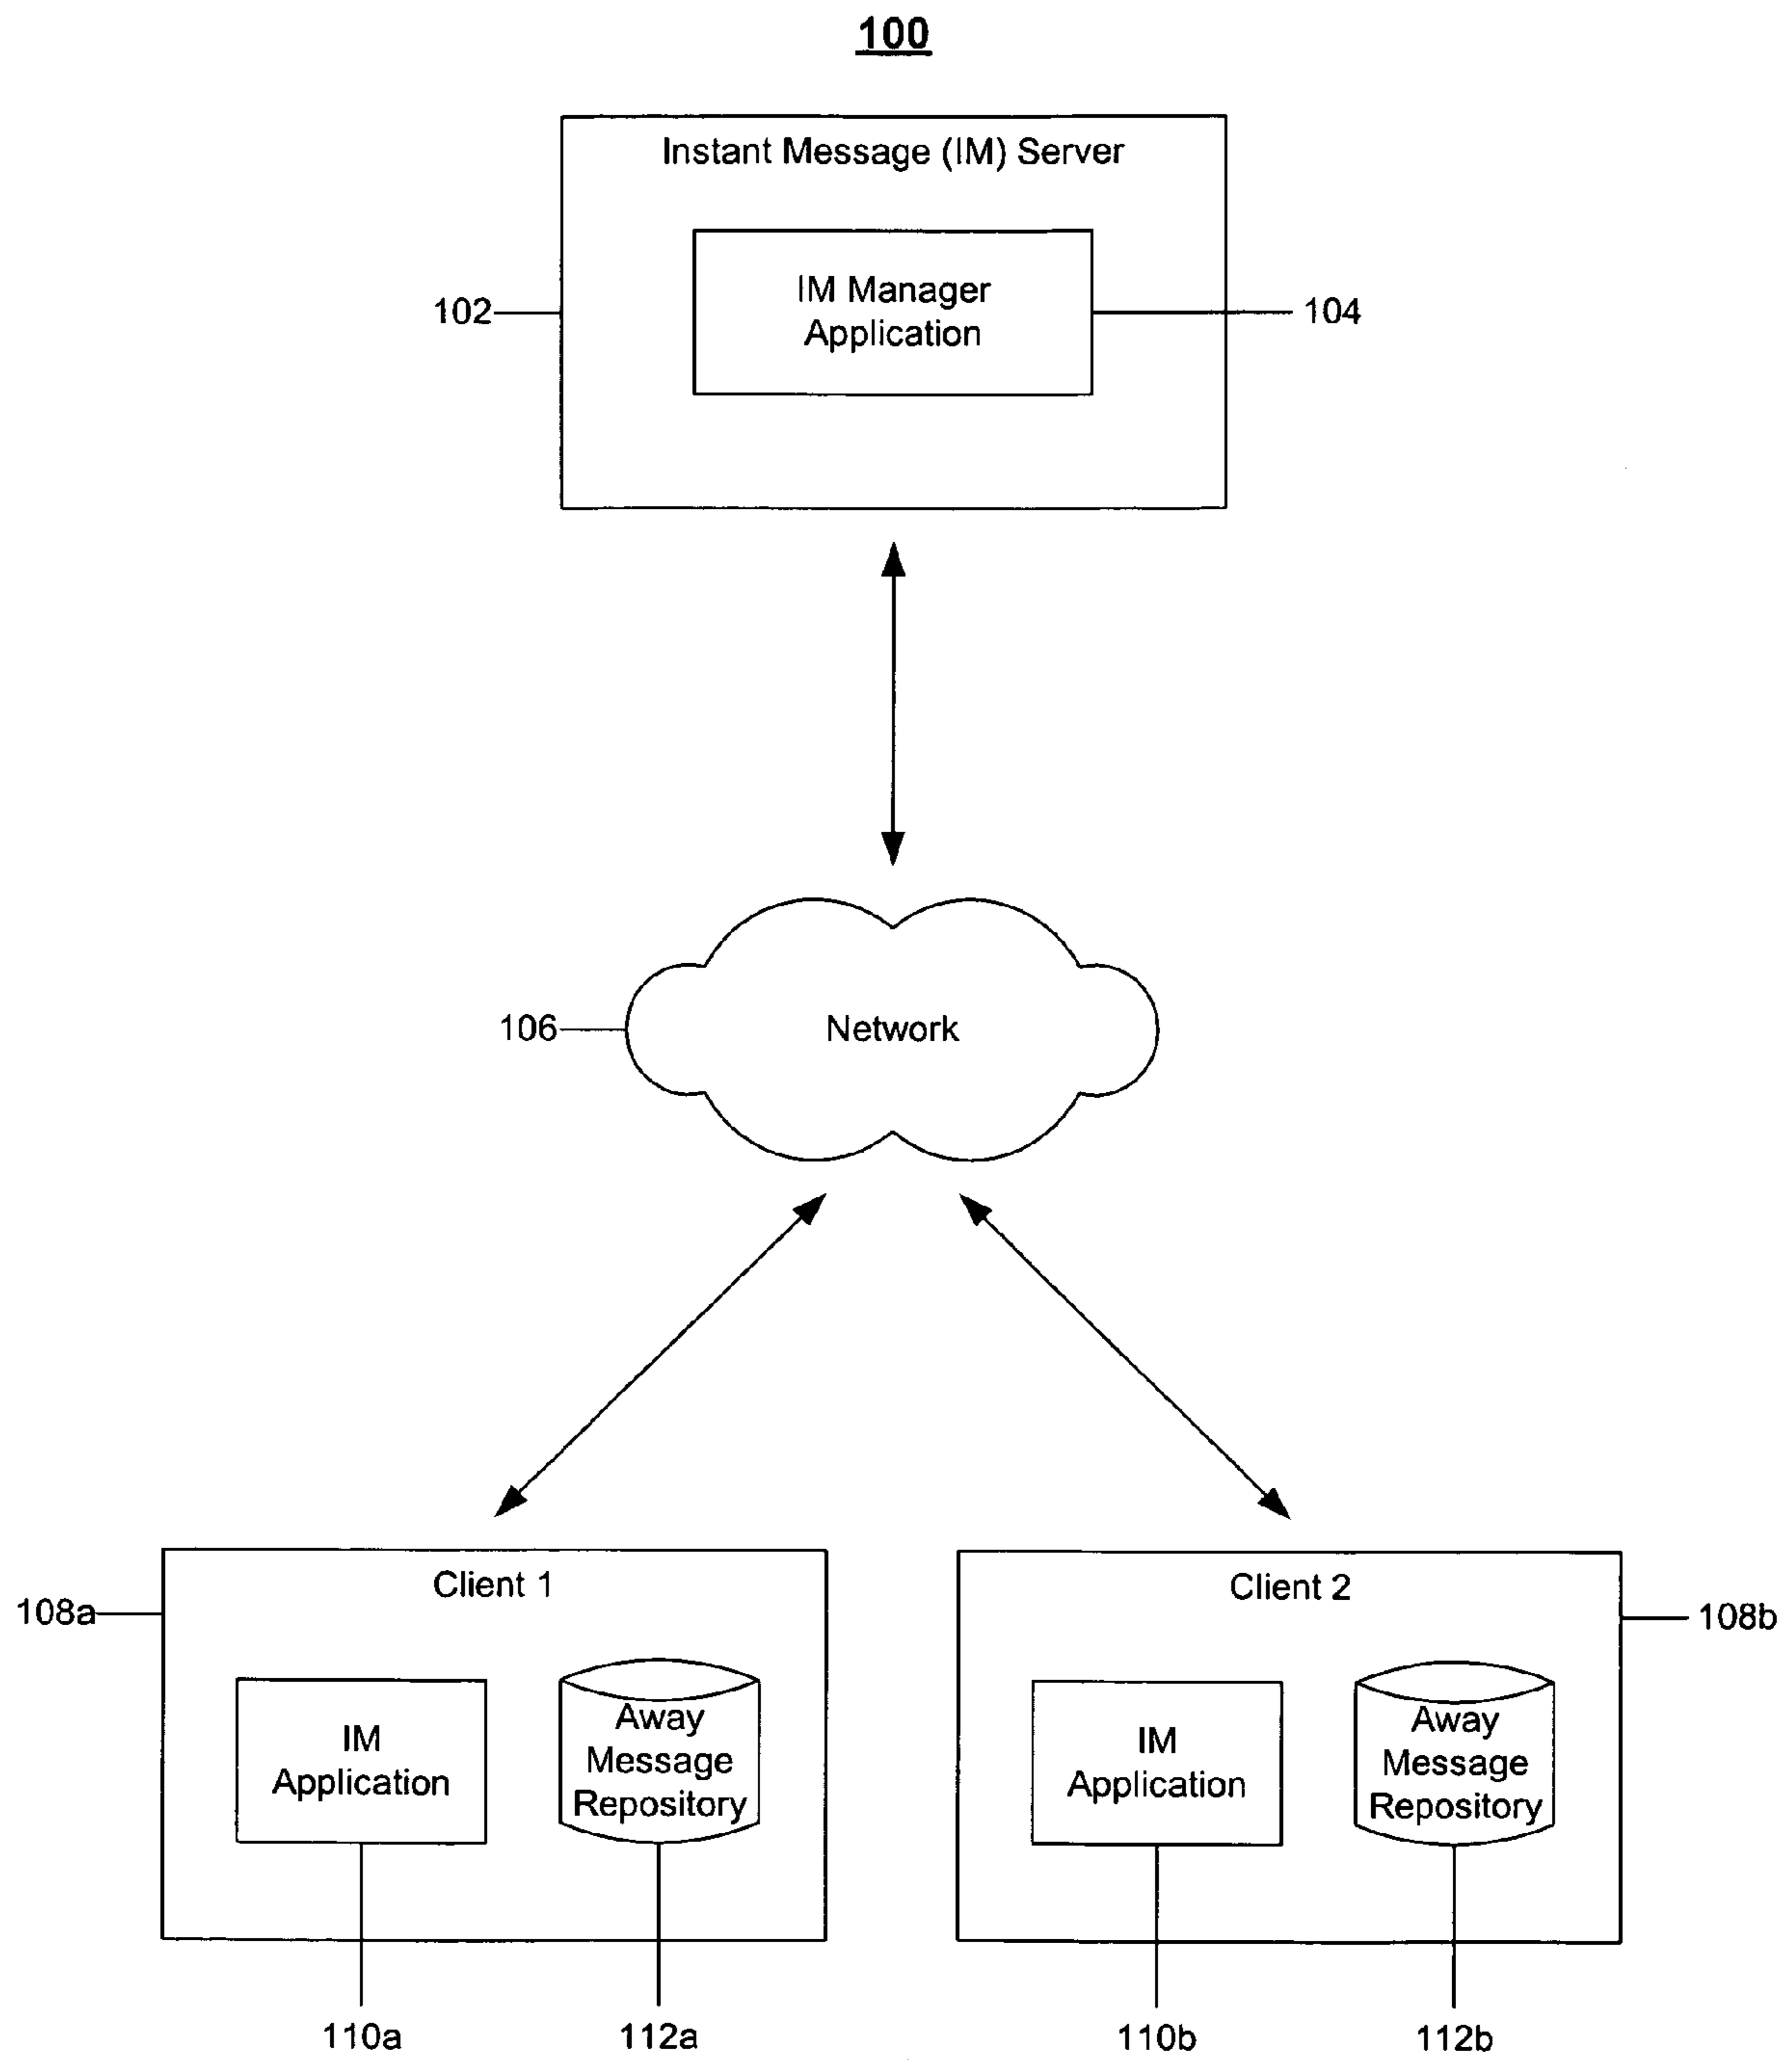 100
Instant Message (IM) Server
IM Manager
Application
102
104
106
Network
Client 1
Client 2
108a
108b
IM
Application
Away
Message
Repository
IM
Application
Away
Message
Repository
110a
112a
110b
112b